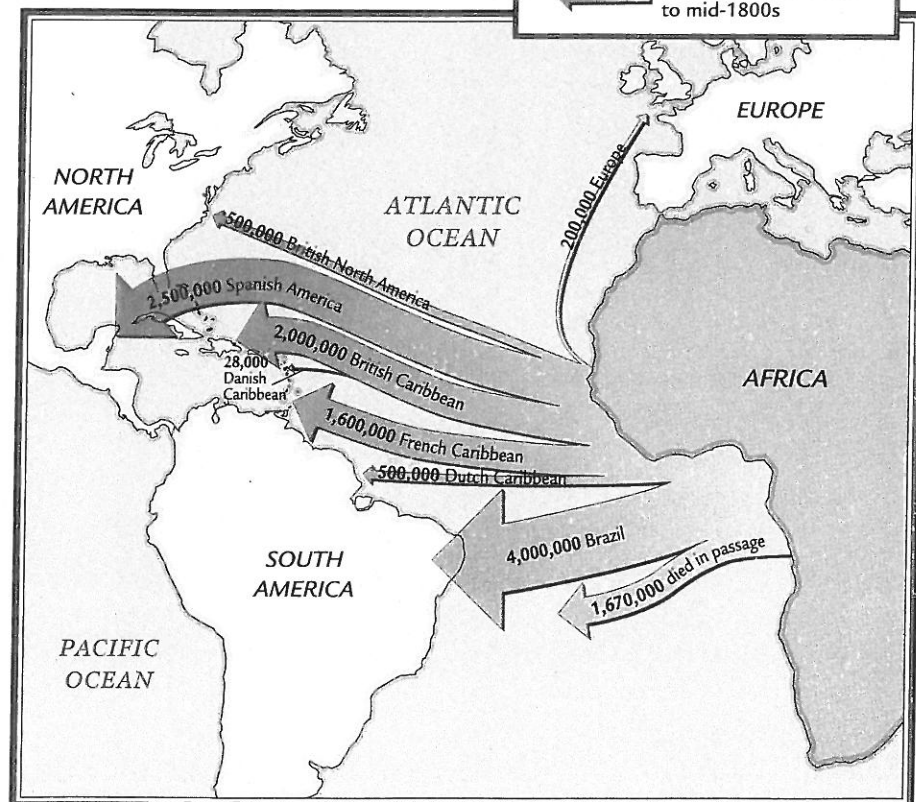 to mid-1800s
EUROPE
NORTH
AMERICA
ATLANTIC
OCEAN
200,000 Europe
500,000 British North America
2,500,000 Spanish America
2,000,000 British Caribbean
28,000
Danish
Caribbean
AFRICA
1,600,000 French Caribbean
500,000 Dutch Caribbean
4,000,000 Brazil
SOUTH
AMERICA
1,670,000 died in passage
PACIFIC
OCEAN